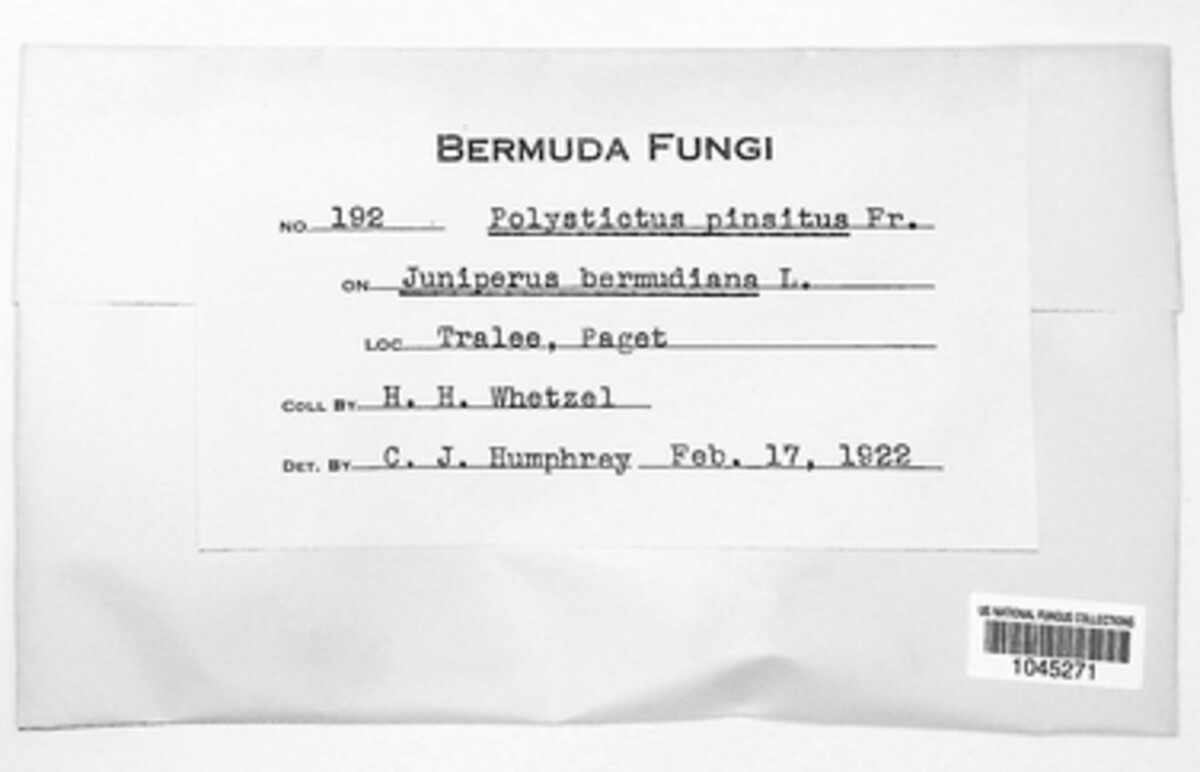 BERMUDA FUNGI
NO. 192 Polystictus pinsitus Fr.
ON Juniperus bermudiana L.
LOC. Tralee, Paget
COLL BY H. H. Whetzel
DET. BY C. J. Humphrey Feb. 17, 1922
US NATIONAL FUNGUS COLLECTIONS
1045271